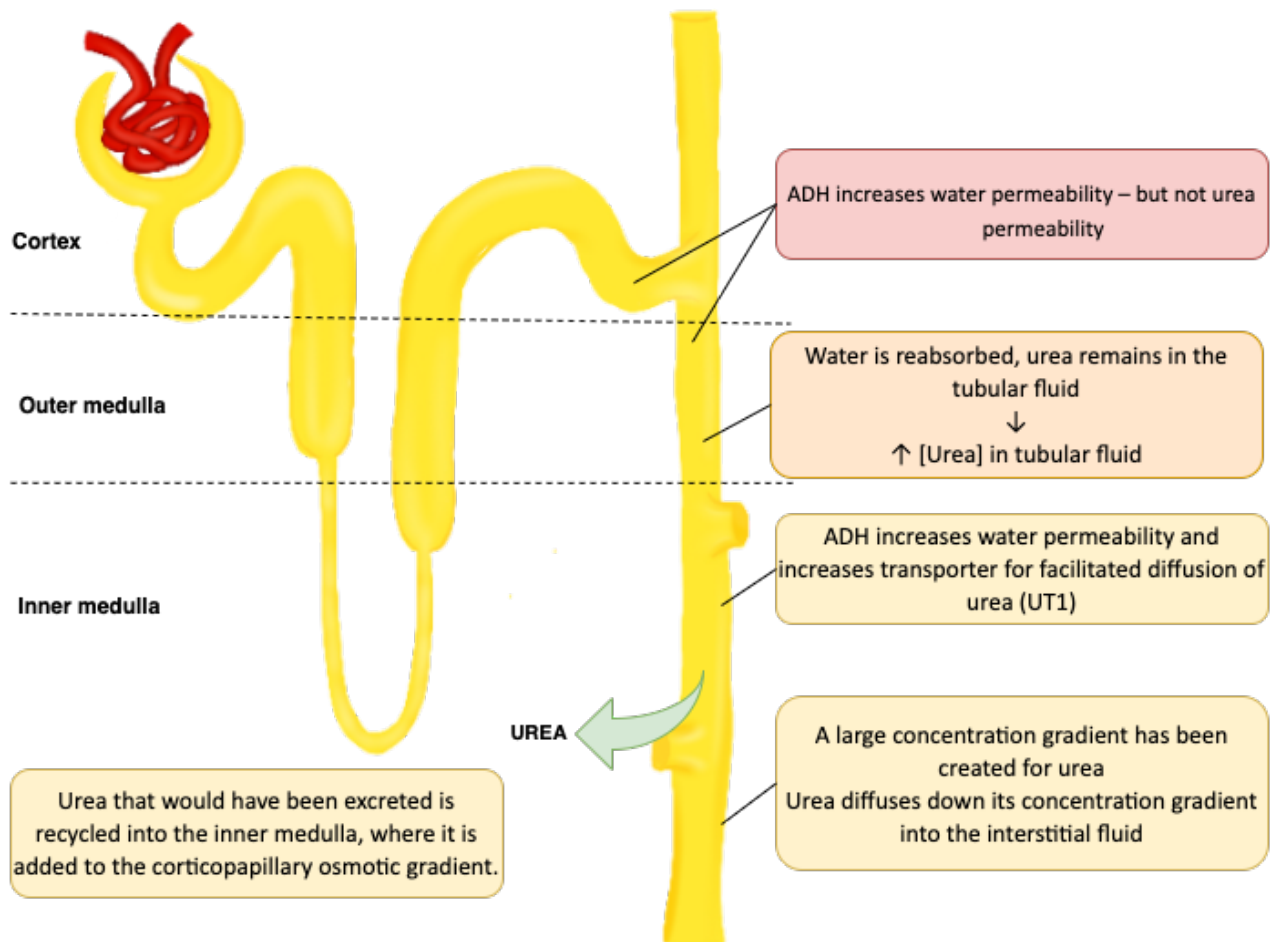 ADH increases water permeability – but not urea
permeability
Cortex
Water is reabsorbed, urea remains in the
tubular fluid
↓
↑ [Urea] in tubular fluid
Outer medulla
ADH increases water permeability and
increases transporter for facilitated diffusion of
urea (UT1)
Inner medulla
UREA
A large concentration gradient has been
created for urea
Urea diffuses down its concentration gradient
into the interstitial fluid
Urea that would have been excreted is
recycled into the inner medulla, where it is
added to the corticopapillary osmotic gradient.